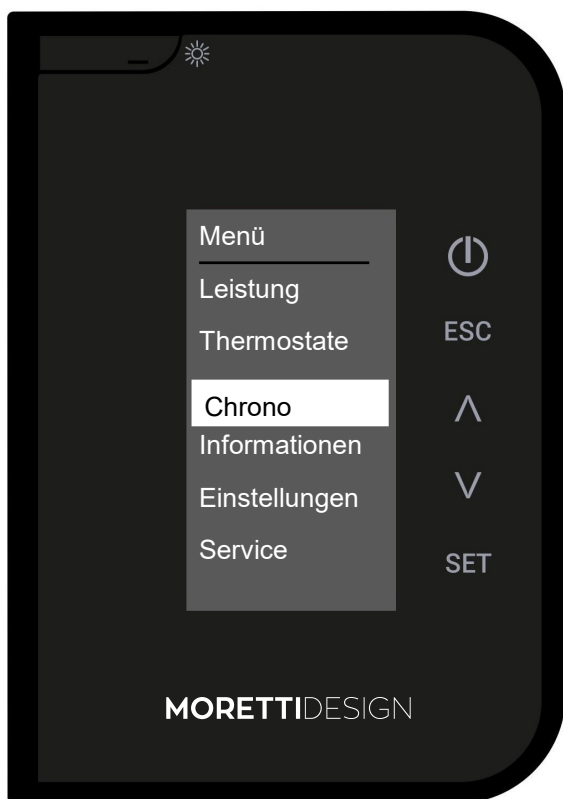 Menü
Leistung
Thermostate
Chrono
Informationen
Einstellungen
Service
ESC
SET
MORETTIDESIGN